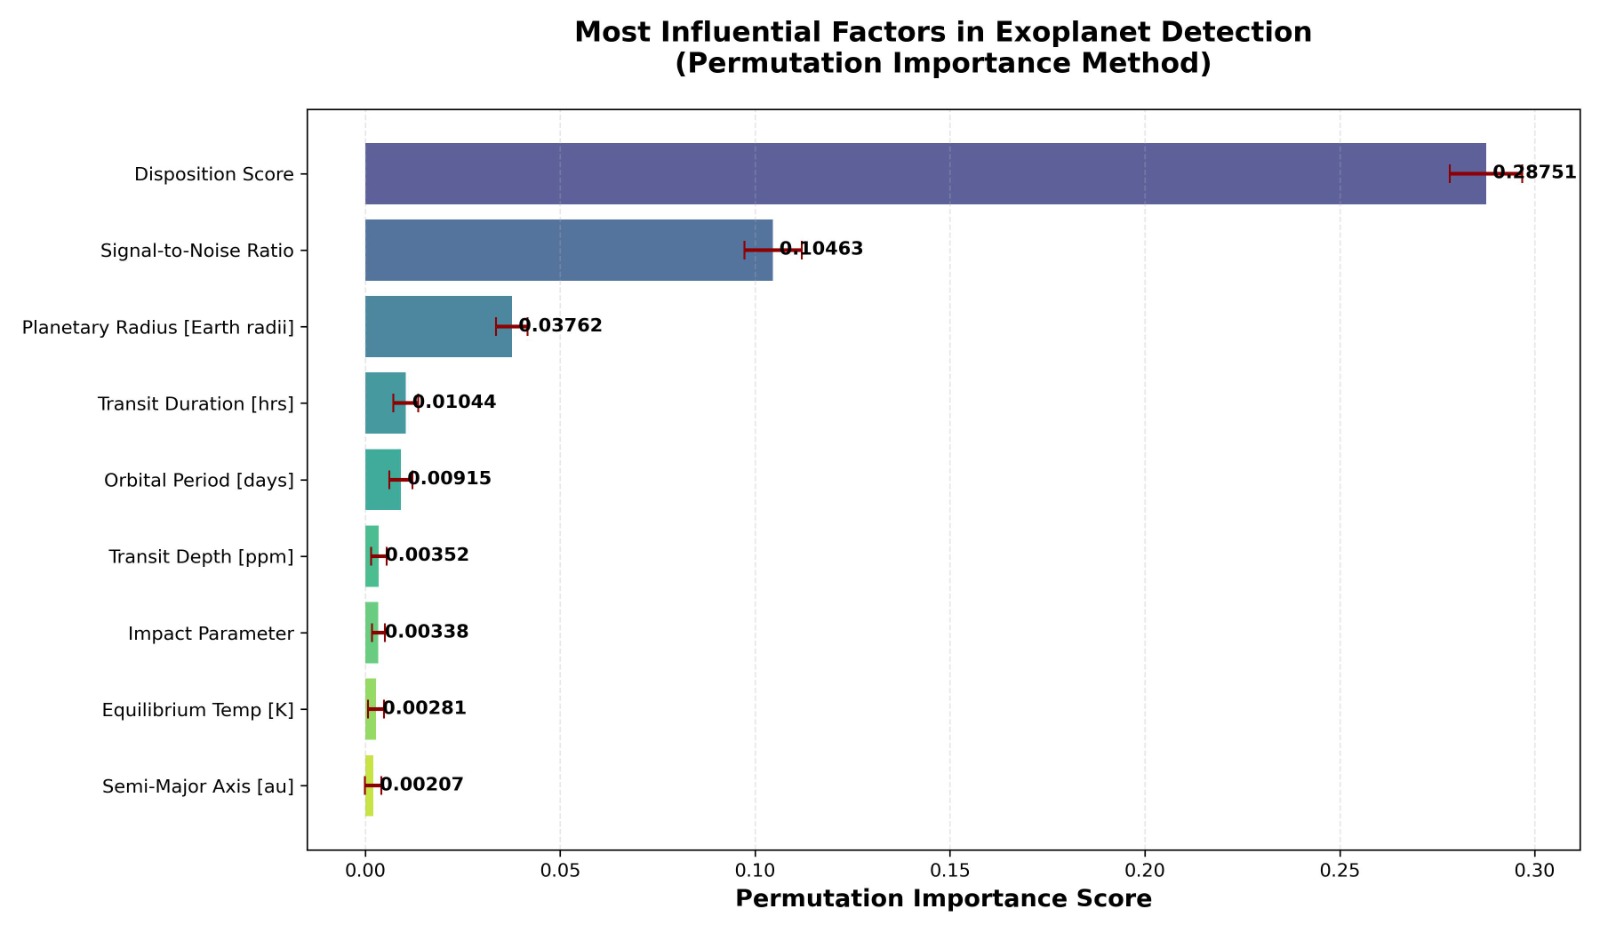 Most Influential Factors in Exoplanet Detection
(Permutation Importance Method)
Disposition Score
0.28751
Signal-to-Noise Ratio
0.10463
Planetary Radius [Earth radii]
0.03762
Transit Duration [hrs]
0.01044
Orbital Period [days]
0.00915
Transit Depth [ppm]
0.00352
Impact Parameter
0.00338
Equilibrium Temp [K]
0.00281
Semi-Major Axis [au]
0.00207
0.00 0.05 0.10 0.15 0.20 0.25 0.30
Permutation Importance Score